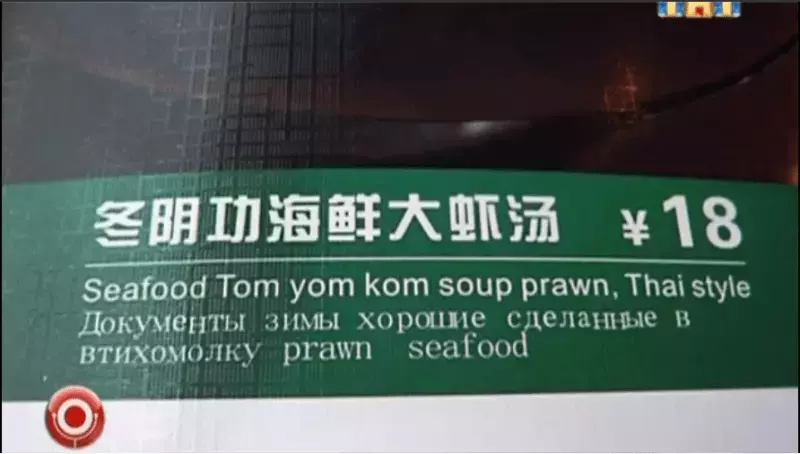 冬阴功海鲜大虾汤 ¥18
Seafood Tom yom kom soup prawn, Thai style
Документы зимы хорошие сделанные в
втихомолку prawn seafood